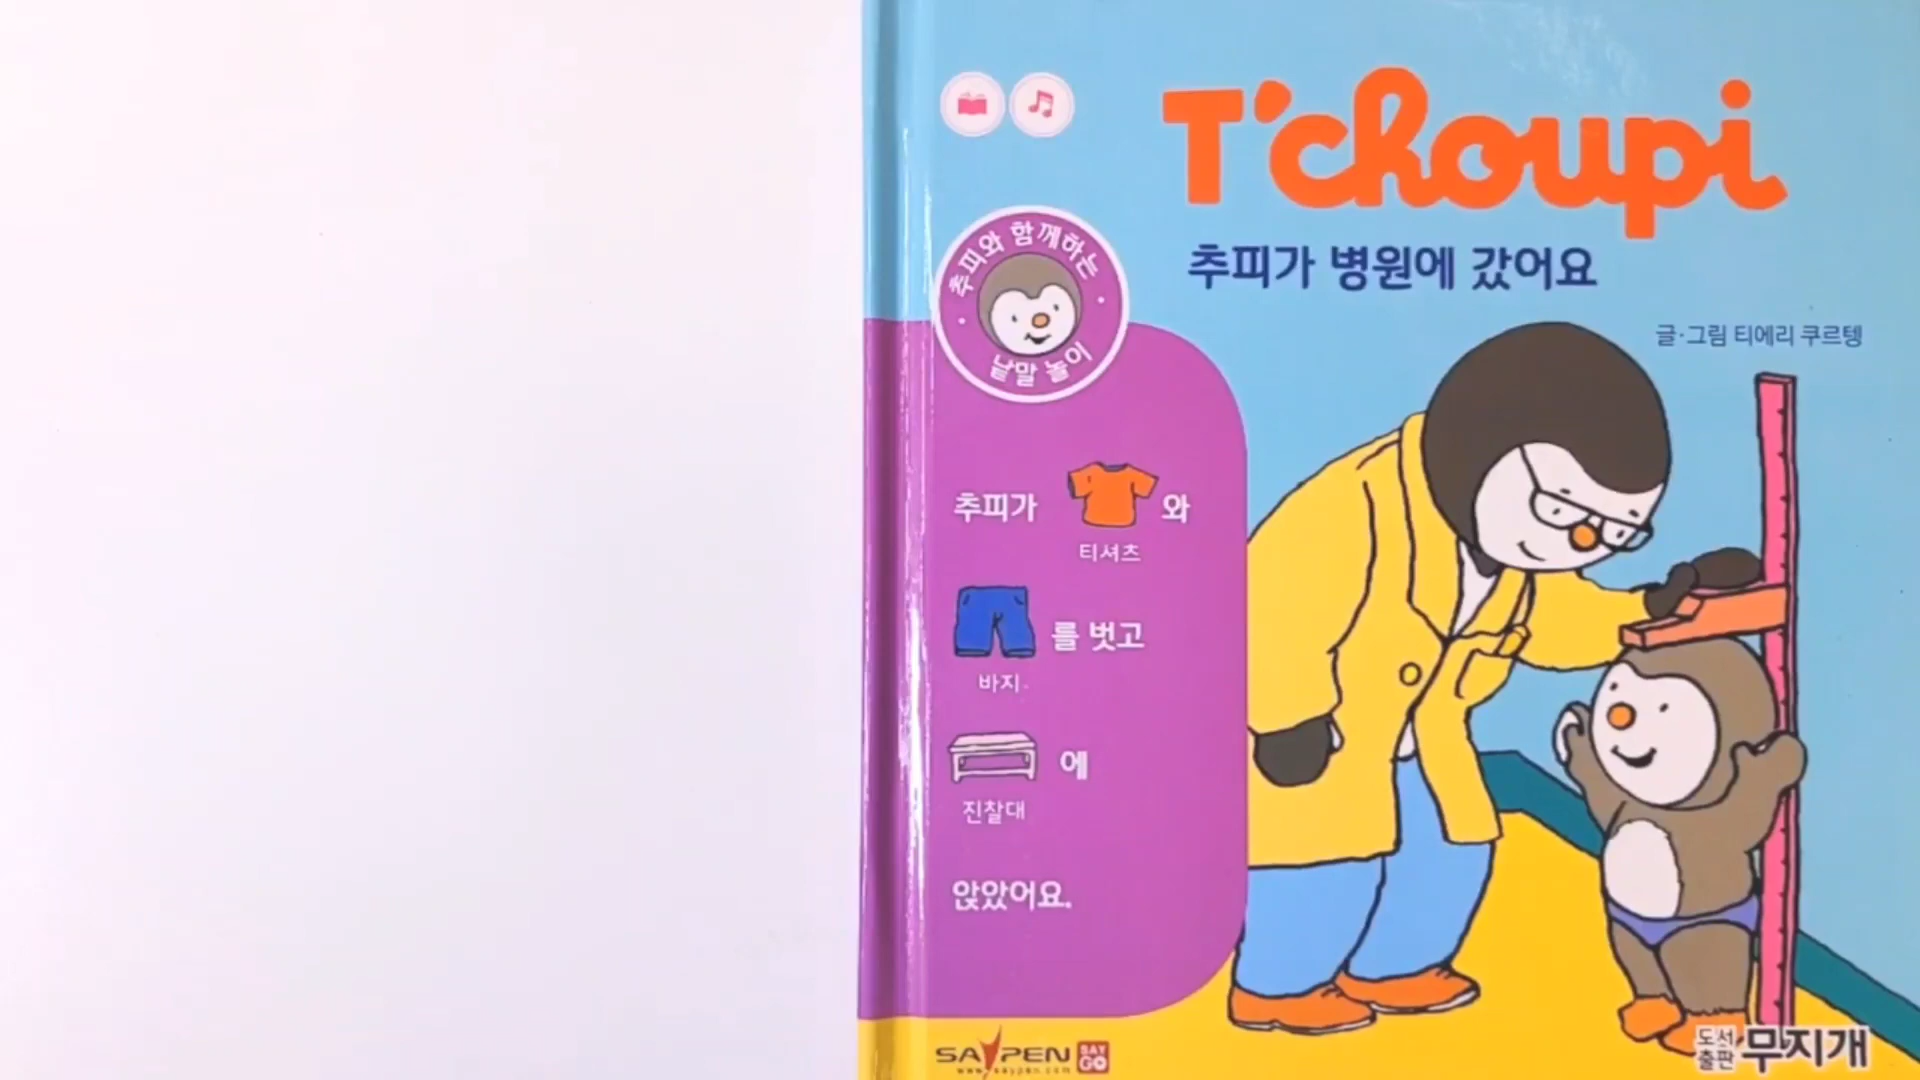 T'choupi
추피가 병원에 갔어요
글·그림 티에리 쿠르텡
추피와 함께하는
낱말 놀이
추피가 와
티셔츠
를 벗고
바지
에
진찰대
앉았어요.
SAYPEN
www.saypen.com
SAY
GO
도서
출판
무지개